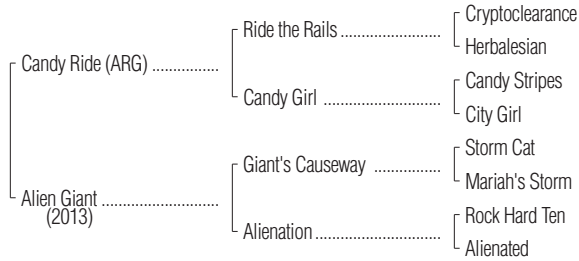 Cryptoclearance
Ride the Rails ..................
Herbalesian
Candy Ride (ARG) ................
Candy Stripes
Candy Girl .......................
City Girl
Storm Cat
Giant's Causeway .............
Mariah's Storm
Alien Giant ........................
(2013)
Rock Hard Ten
Alienation.........................
Alienated